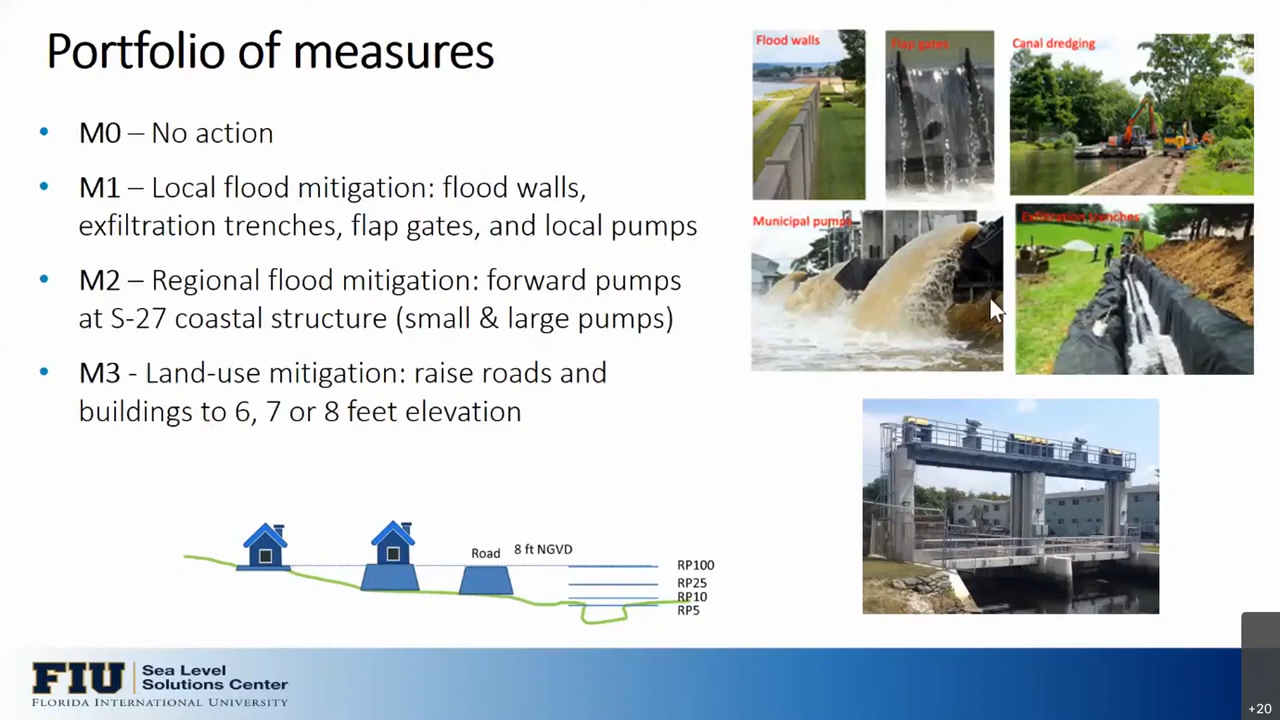 Portfolio of measures
• M0 – No action
• M1 – Local flood mitigation: flood walls,
exfiltration trenches, flap gates, and local pumps
• M2 – Regional flood mitigation: forward pumps
at S-27 coastal structure (small & large pumps)
• M3 - Land-use mitigation: raise roads and
buildings to 6, 7 or 8 feet elevation
Flood walls
Flap gates
Canal dredging
Municipal pumps
Exfiltration trenches
Road
8 ft NGVD
RP100
RP25
RP10
RP5
FIU
Sea Level
Solutions Center
FLORIDA INTERNATIONAL UNIVERSITY
+20